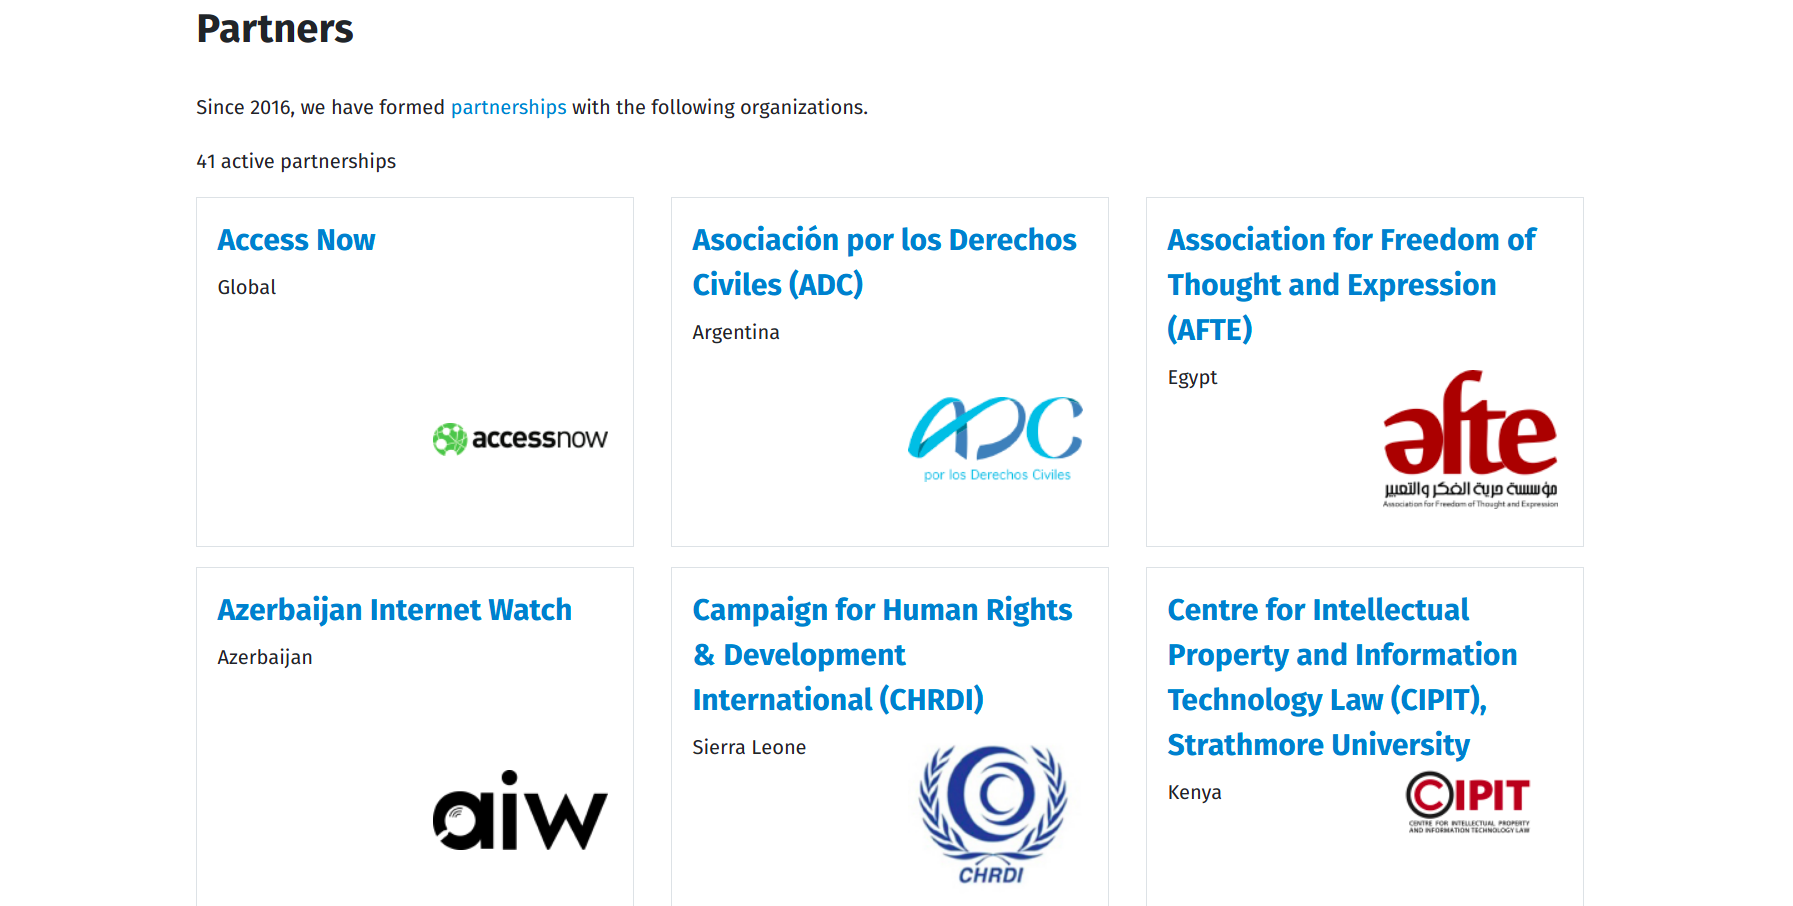 Partners
Since 2016, we have formed partnerships with the following organizations.
41 active partnerships
Access Now
Global
accessnow
Asociación por los Derechos
Civiles (ADC)
Argentina
ADC
por los Derechos Civiles
Association for Freedom of
Thought and Expression
(AFTE)
Egypt
afte
مؤسسة حرية الفكر والتعبير
Association for Freedom of Thought and Expression
Azerbaijan Internet Watch
Azerbaijan
aiw
Campaign for Human Rights
& Development
International (CHRDI)
Sierra Leone
CHRDI
Centre for Intellectual
Property and Information
Technology Law (CIPIT),
Strathmore University
Kenya
CIPIT
CENTRE FOR INTELLECTUAL PROPERTY
AND INFORMATION TECHNOLOGY LAW